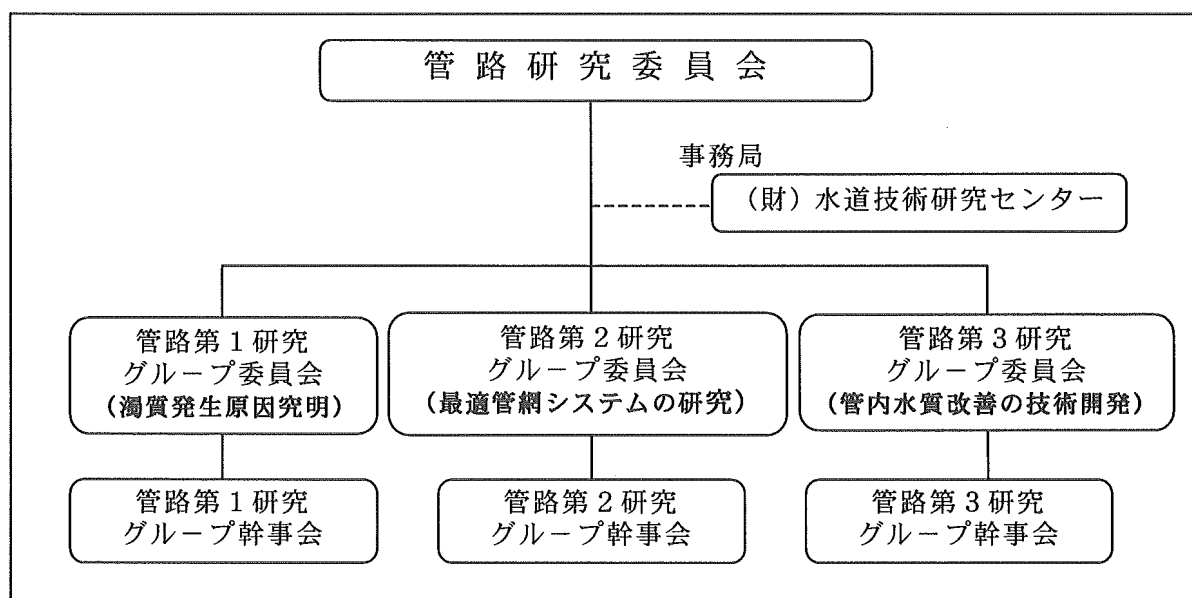 管路研究委員会
事務局
（財）水道技術研究センター
管路第１研究
グループ委員会
（濁質発生原因究明）
管路第２研究
グループ委員会
（最適管網システムの研究）
管路第３研究
グループ委員会
（管内水質改善の技術開発）
管路第１研究
グループ幹事会
管路第２研究
グループ幹事会
管路第３研究
グループ幹事会